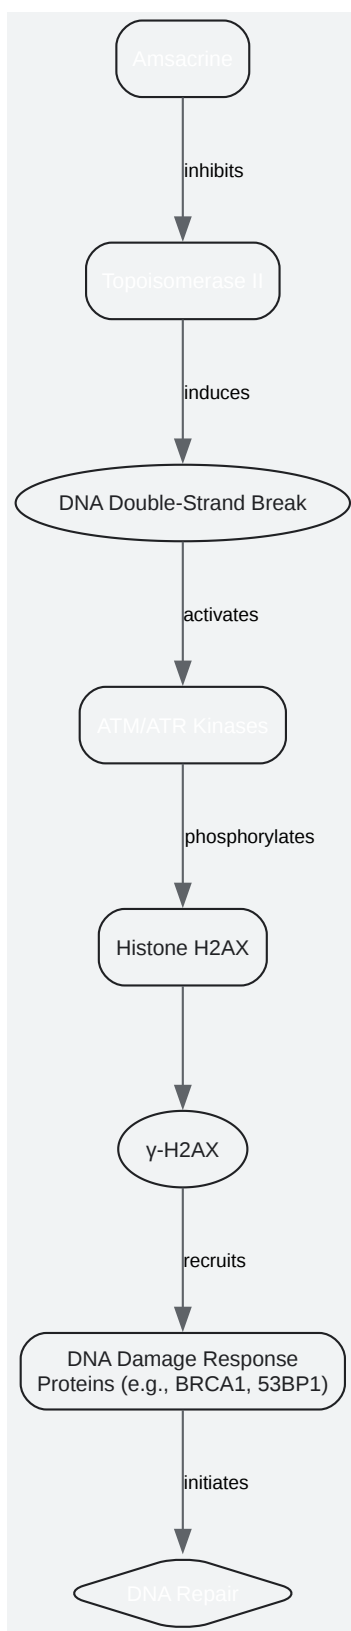 Amsacrine
inhibits
Topoisomerase II
induces
DNA Double-Strand Break
activates
ATM/ATR Kinases
phosphorylates
Histone H2AX
γ-H2AX
recruits
DNA Damage Response
Proteins (e.g., BRCA1, 53BP1)
initiates
DNA Repair